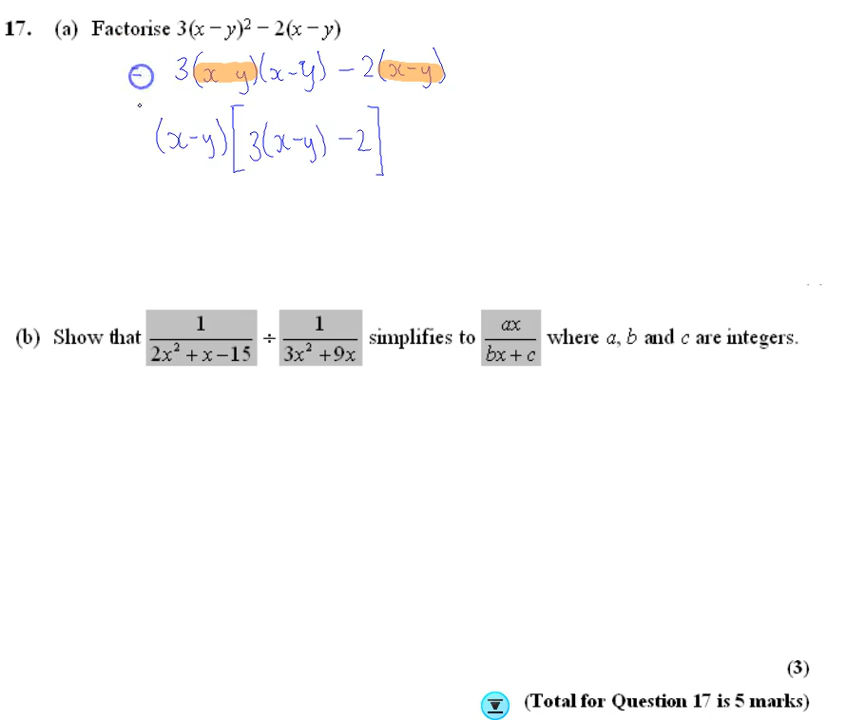 17. (a) Factorise 3(x – y)² – 2(x – y)
3(x y)(x-y) – 2(x-y)
(x-y)[3(x-y) – 2]
(b) Show that 1/(2x² + x – 15) ÷ 1/(3x² + 9x) simplifies to ax/(bx + c) where a, b and c are integers.
(3)
(Total for Question 17 is 5 marks)